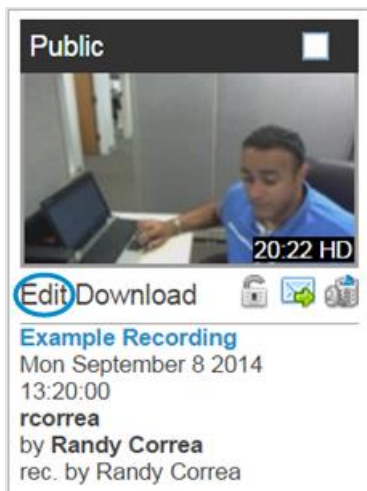 Public
20:22 HD
Edit Download
Example Recording
Mon September 8 2014
13:20:00
rcorrea
by Randy Correa
rec. by Randy Correa